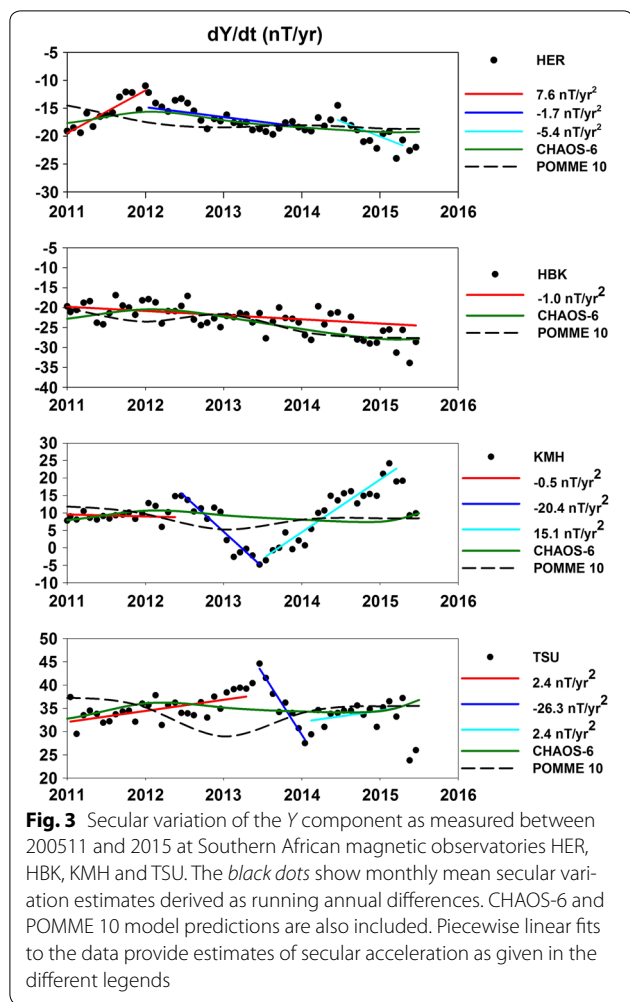 dY/dt (nT/yr)
-5
-10
-15
-20
-25
-30
2011 2012 2013 2014 2015 2016
HER
7.6 nT/yr²
-1.7 nT/yr²
-5.4 nT/yr²
CHAOS-6
POMME 10
-5
-10
-15
-20
-25
-30
-35
-40
2011 2012 2013 2014 2015 2016
HBK
-1.0 nT/yr²
CHAOS-6
POMME 10
30
25
20
15
10
5
0
-5
-10
2011 2012 2013 2014 2015 2016
KMH
-0.5 nT/yr²
-20.4 nT/yr²
15.1 nT/yr²
CHAOS-6
POMME 10
50
45
40
35
30
25
20
2011 2012 2013 2014 2015 2016
TSU
2.4 nT/yr²
-26.3 nT/yr²
2.4 nT/yr²
CHAOS-6
POMME 10
Fig. 3 Secular variation of the Y component as measured between
200511 and 2015 at Southern African magnetic observatories HER,
HBK, KMH and TSU. The black dots show monthly mean secular vari-
ation estimates derived as running annual differences. CHAOS-6 and
POMME 10 model predictions are also included. Piecewise linear fits
to the data provide estimates of secular acceleration as given in the
different legends